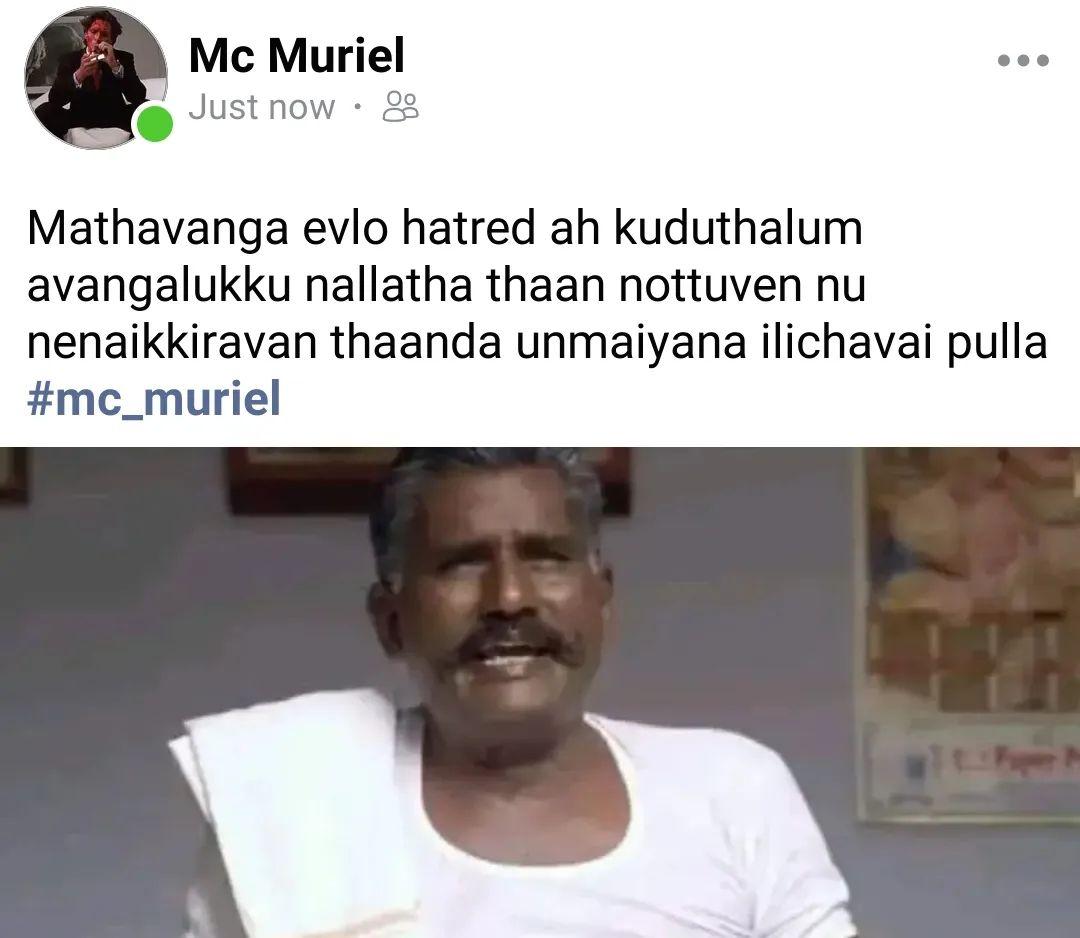 Mc Muriel
Just now ·
Mathavanga evlo hatred ah kuduthalum
avangalukku nallatha thaan nottuven nu
nenaikkiravan thaanda unmaiyana ilichavai pulla
#mc_muriel